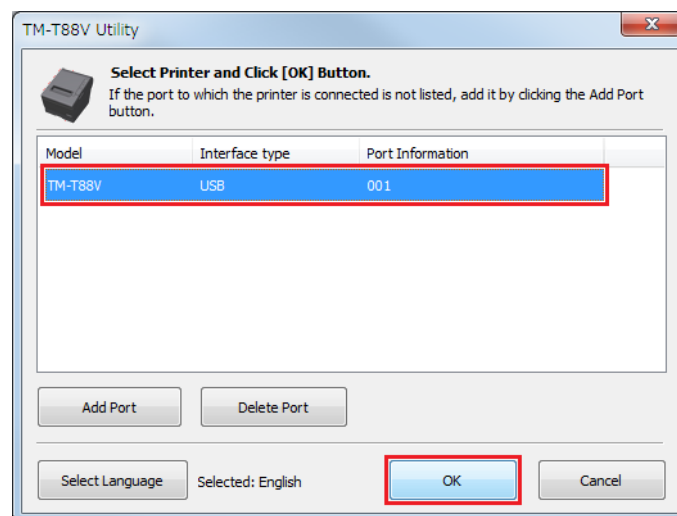 TM-T88V Utility
Select Printer and Click [OK] Button.
If the port to which the printer is connected is not listed, add it by clicking the Add Port
button.
Model Interface type Port Information
TM-T88V USB 001
Add Port Delete Port
Select Language Selected: English OK Cancel